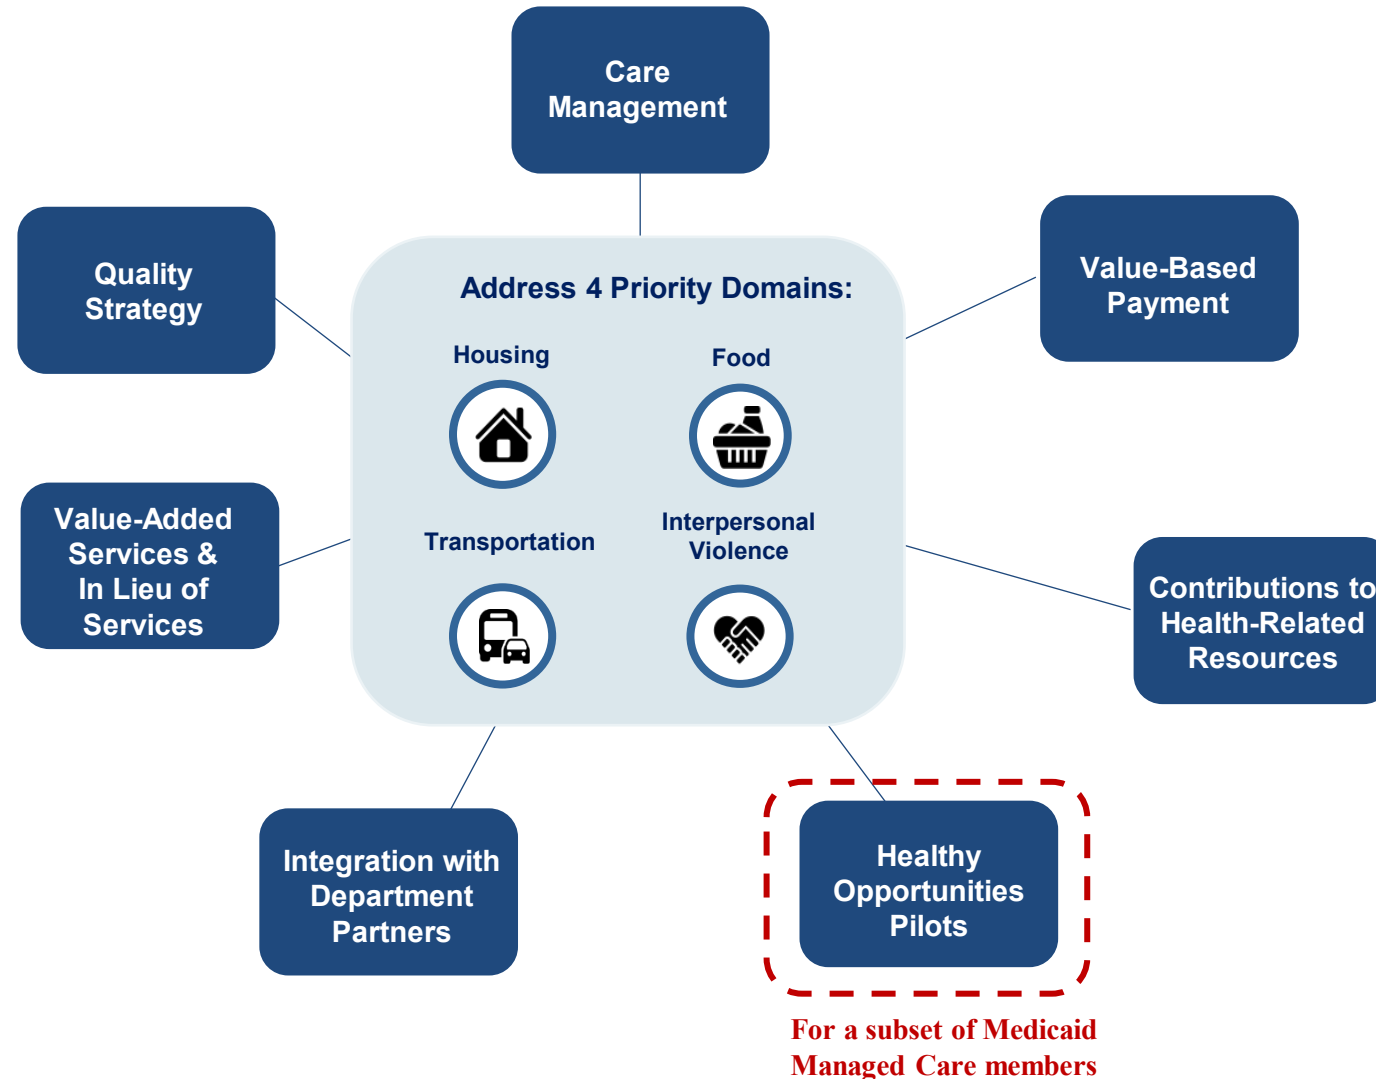 Care
Management
Quality
Strategy
Value-Based
Payment
Address 4 Priority Domains:
Housing
Food
Transportation
Interpersonal
Violence
Value-Added
Services &
In Lieu of
Services
Contributions to
Health-Related
Resources
Integration with
Department
Partners
Healthy
Opportunities
Pilots
For a subset of Medicaid
Managed Care members